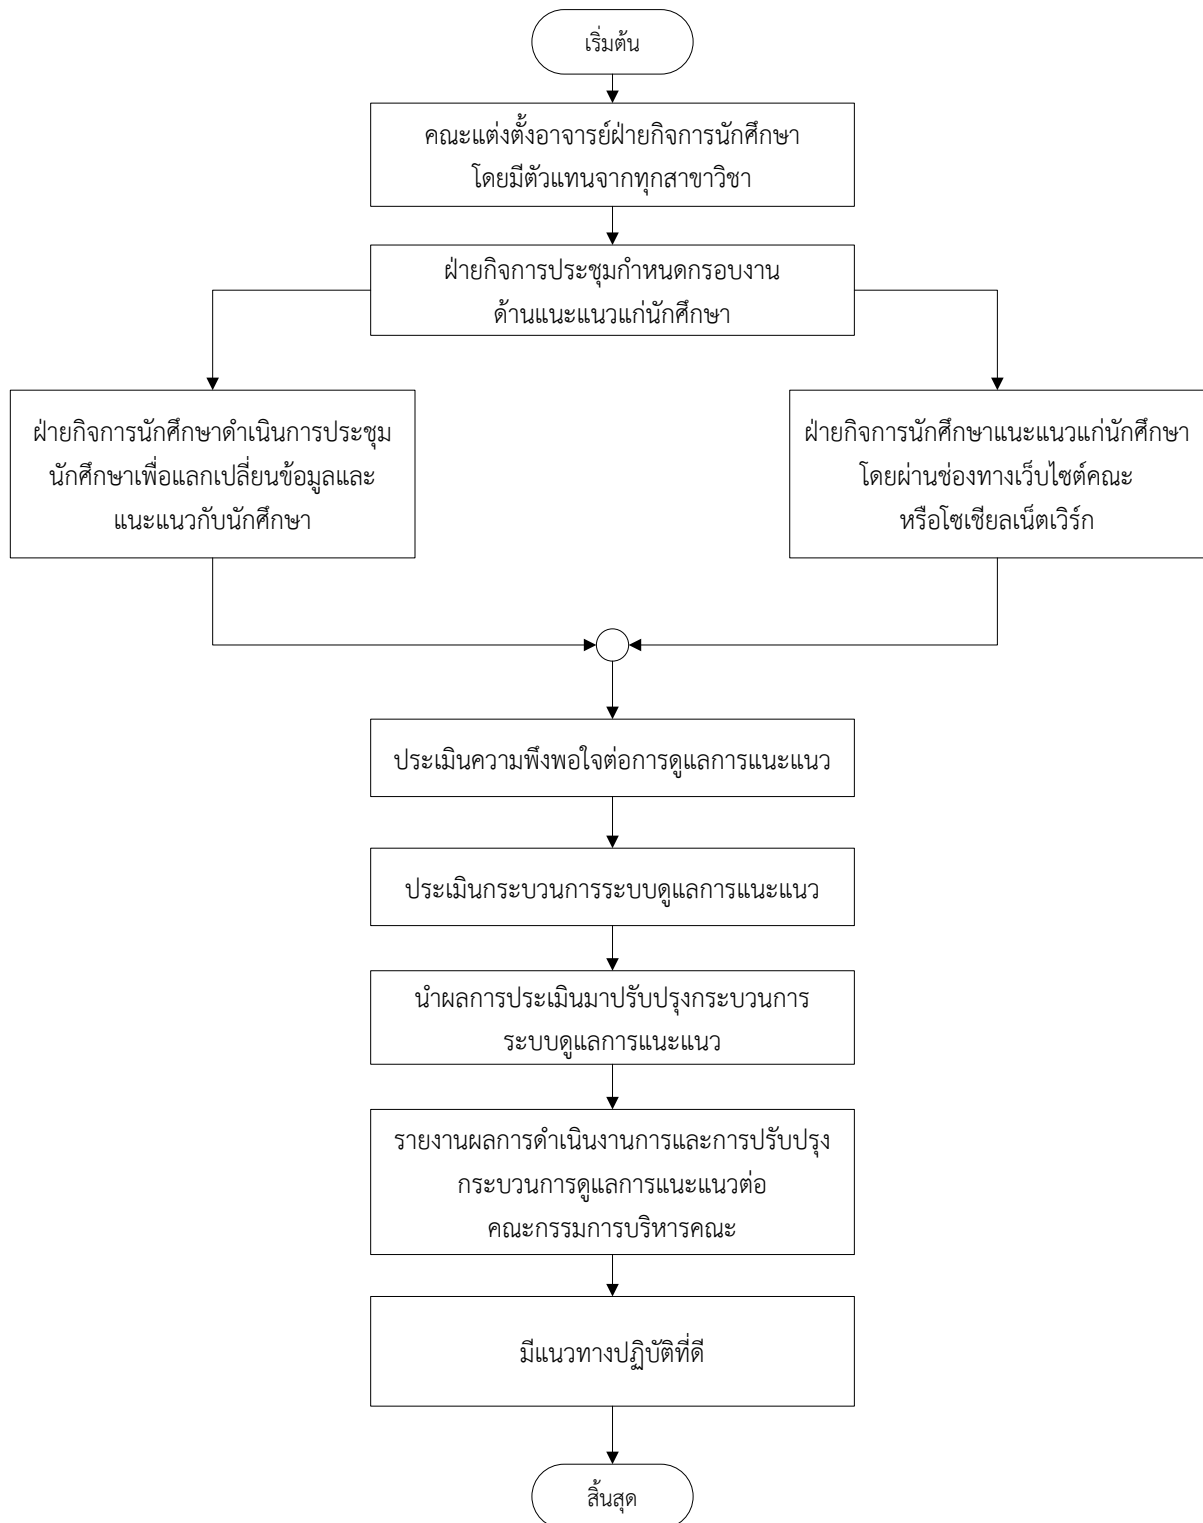 เริ่มต้น
คณะแต่งตั้งอาจารย์ฝ่ายกิจการนักศึกษา
โดยมีตัวแทนจากทุกสาขาวิชา
ฝ่ายกิจการประชุมกำหนดกรอบงาน
ด้านแนะแนวแก่นักศึกษา
ฝ่ายกิจการนักศึกษาดำเนินการประชุม
นักศึกษาเพื่อแลกเปลี่ยนข้อมูลและ
แนะแนวกับนักศึกษา
ฝ่ายกิจการนักศึกษาแนะแนวแก่นักศึกษา
โดยผ่านช่องทางเว็บไซต์คณะ
หรือโซเชียลเน็ตเวิร์ก
ประเมินความพึงพอใจต่อการดูแลการแนะแนว
ประเมินกระบวนการระบบดูแลการแนะแนว
นำผลการประเมินมาปรับปรุงกระบวนการ
ระบบดูแลการแนะแนว
รายงานผลการดำเนินงานการและการปรับปรุง
กระบวนการดูแลการแนะแนวต่อ
คณะกรรมการบริหารคณะ
มีแนวทางปฏิบัติที่ดี
สิ้นสุด